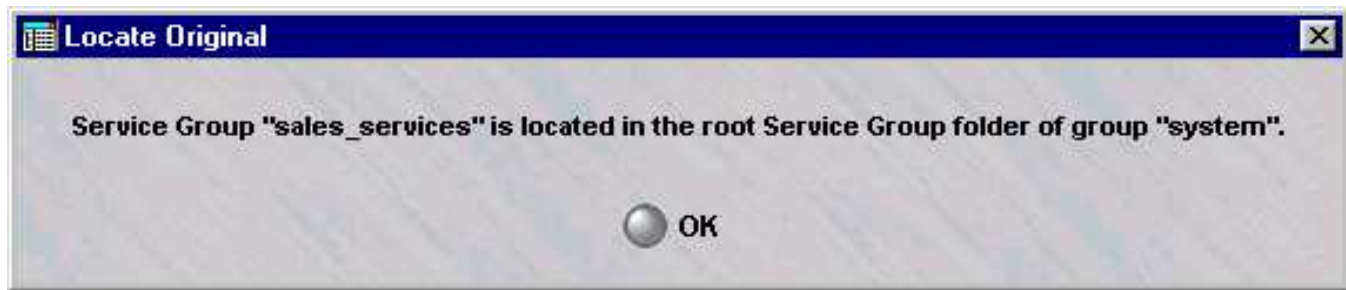 Locate Original
Service Group "sales_services" is located in the root Service Group folder of group "system".
OK